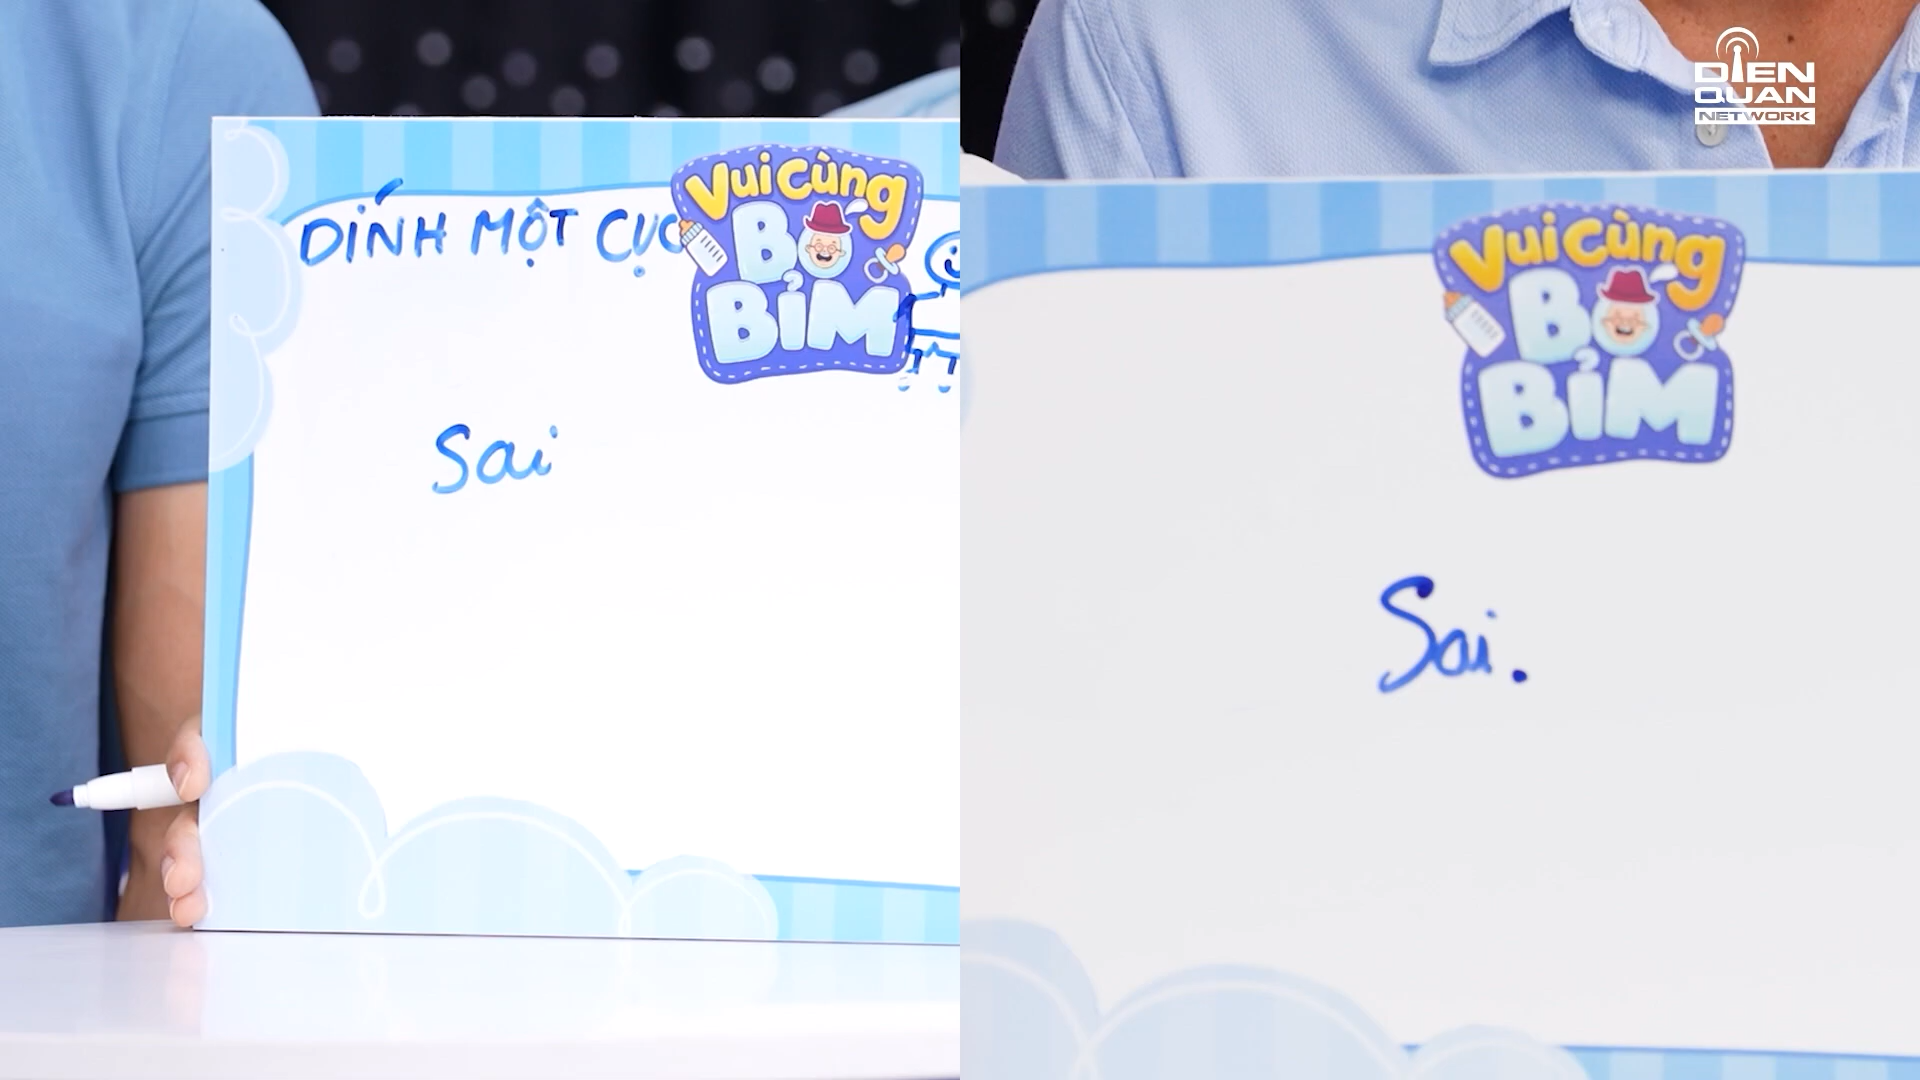 DÍNH MỘT CỤC
Vui cùng
BỐ
BỈM
Sai
DIEN
QUAN
NETWORK
Vui cùng
BỐ
BỈM
Sai.